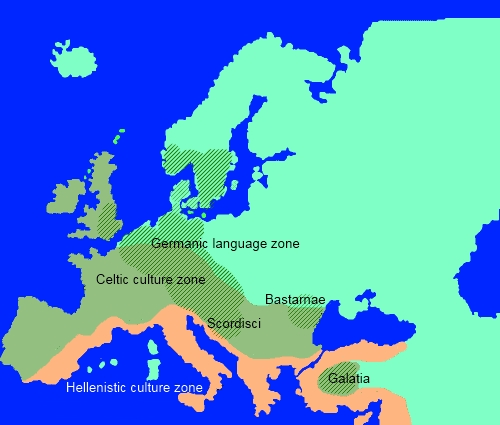 Germanic language zone
Celtic culture zone
Bastarnae
Scordisci
Galatia
Hellenistic culture zone